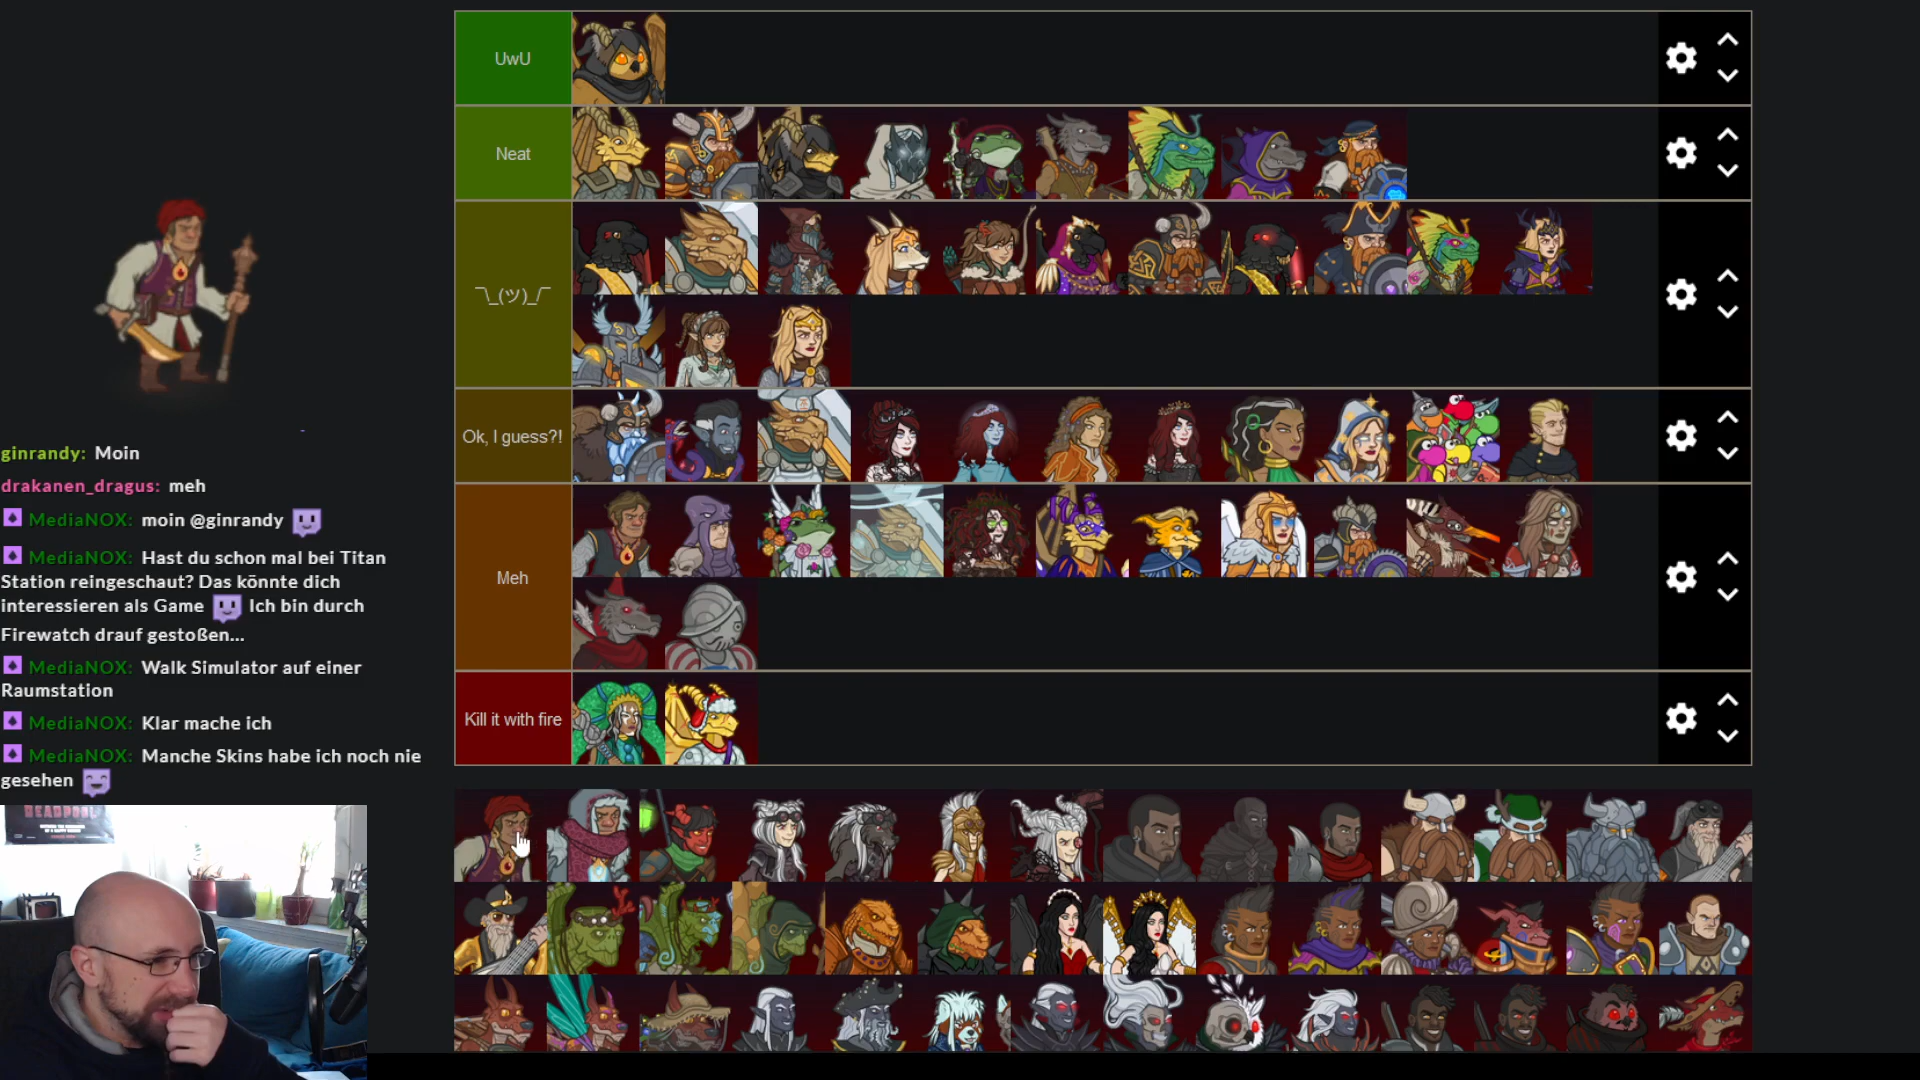 UwU
Neat
¯\_(ツ)_/¯
Ok, I guess?!
Meh
Kill it with fire
ginrandy: Moin
drakanen_dragus: meh
MediaNOX: moin @ginrandy
MediaNOX: Hast du schon mal bei Titan
Station reingeschaut? Das könnte dich
interessieren als Game Ich bin durch
Firewatch drauf gestoßen...
MediaNOX: Walk Simulator auf einer
Raumstation
MediaNOX: Klar mache ich
MediaNOX: Manche Skins habe ich noch nie
gesehen
DEADPOOL